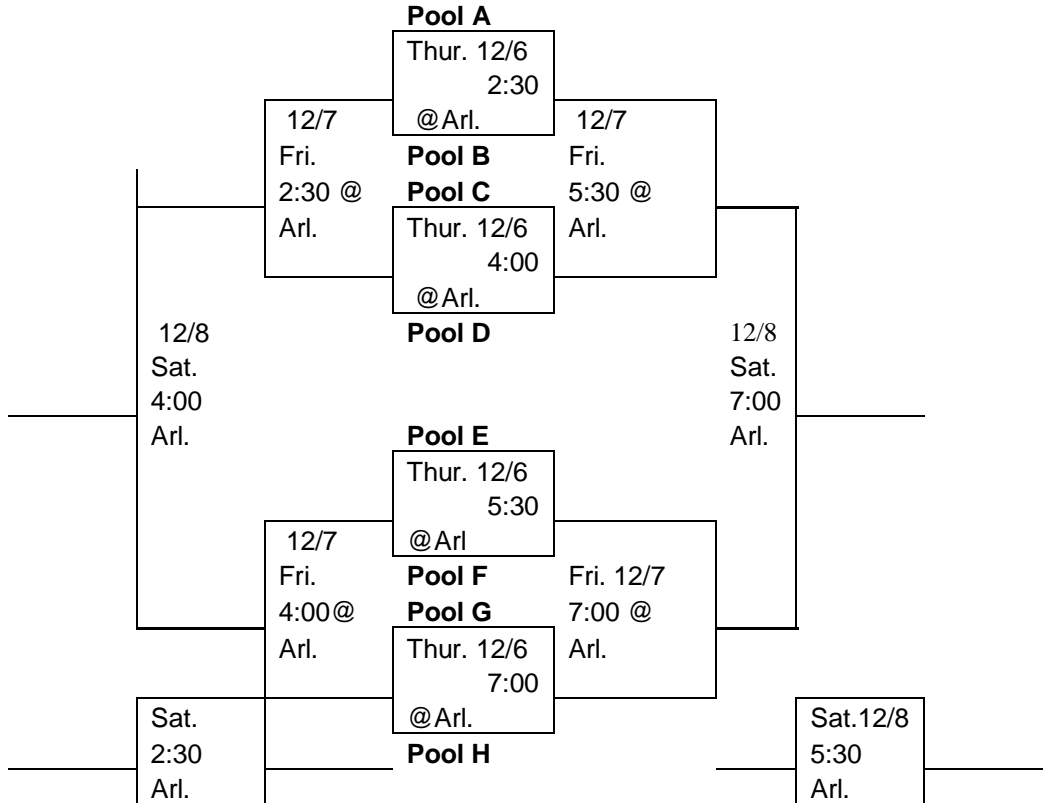 Pool A
Thur. 12/6
2:30
@Arl.
12/7
Fri.
2:30 @
Arl.
12/7
Fri.
5:30 @
Arl.
Pool B
Pool C
Thur. 12/6
4:00
@Arl.
Pool D
12/8
Sat.
4:00
Arl.
12/8
Sat.
7:00
Arl.
Pool E
Thur. 12/6
5:30
@Arl
12/7
Fri.
4:00@
Arl.
Pool F
Pool G
Fri. 12/7
7:00 @
Arl.
Thur. 12/6
7:00
@Arl.
Pool H
Sat.
2:30
Arl.
Sat.12/8
5:30
Arl.